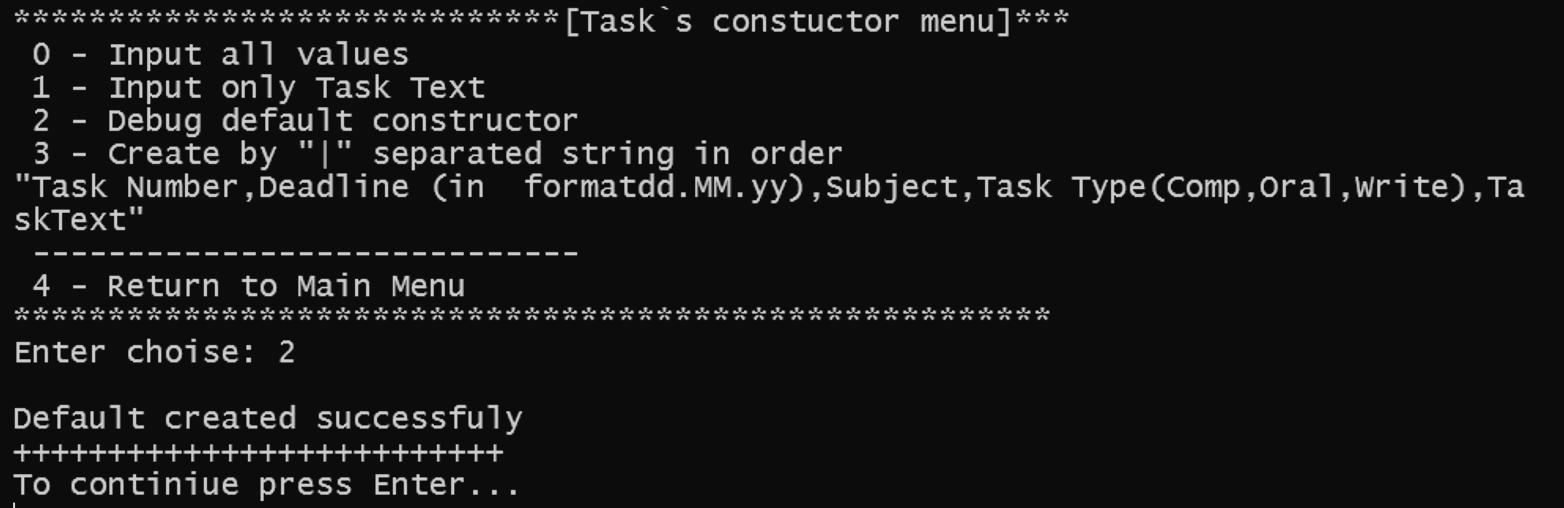 *****************************[Task`s constuctor menu]***
 0 - Input all values
 1 - Input only Task Text
 2 - Debug default constructor
 3 - Create by "|" separated string in order
"Task Number,Deadline (in  formatdd.MM.yy),Subject,Task Type(Comp,Oral,Write),Ta
skText"
 -----------------------------
 4 - Return to Main Menu
*******************************************************
Enter choise: 2

Default created successfuly
++++++++++++++++++++++++++
To continiue press Enter...